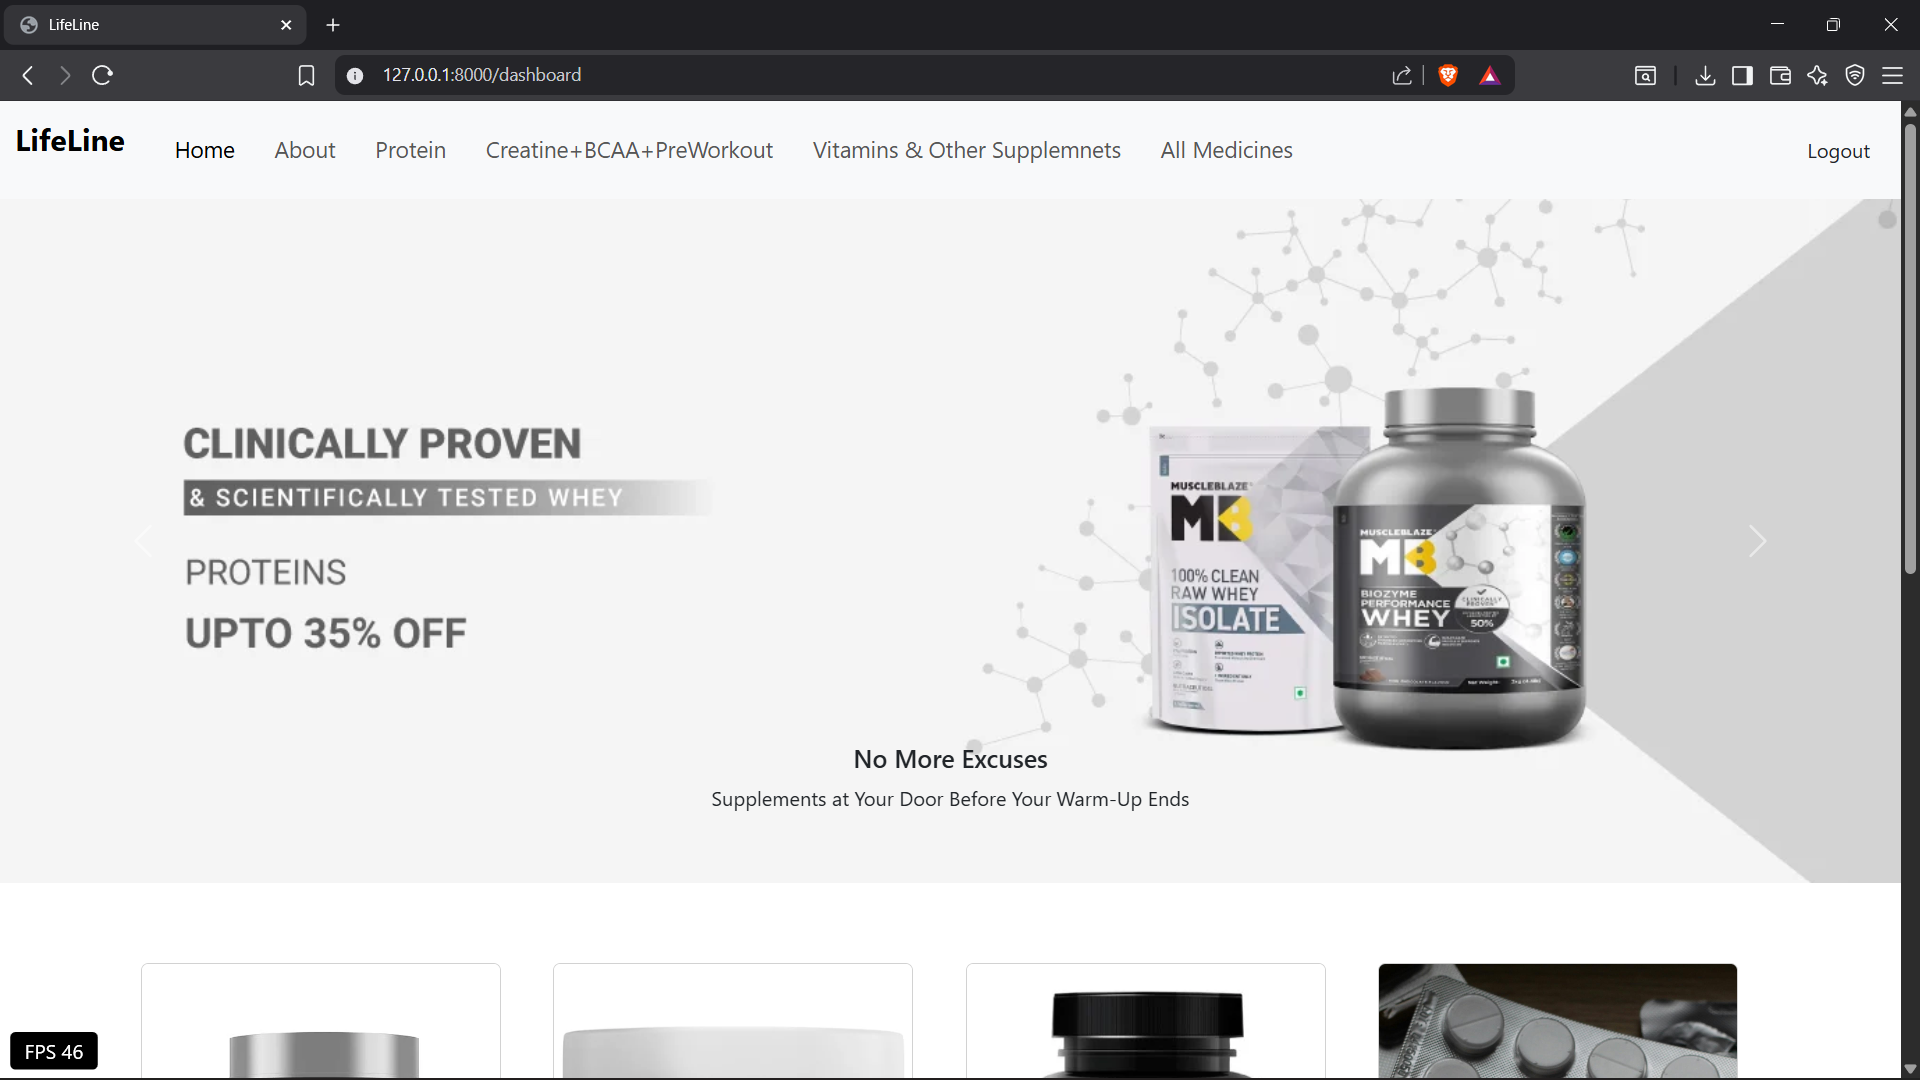 LifeLine
127.0.0.1:8000/dashboard
LifeLine
Home
About
Protein
Creatine+BCAA+PreWorkout
Vitamins & Other Supplemnets
All Medicines
Logout
CLINICALLY PROVEN
& SCIENTIFICALLY TESTED WHEY
PROTEINS
UPTO 35% OFF
MUSCLEBLAZE
MB
100% CLEAN
RAW WHEY
ISOLATE
MUSCLEBLAZE
MB
BIOZYME
PERFORMANCE
WHEY
CLINICALLY
PROVEN
50%
No More Excuses
Supplements at Your Door Before Your Warm-Up Ends
FPS 46